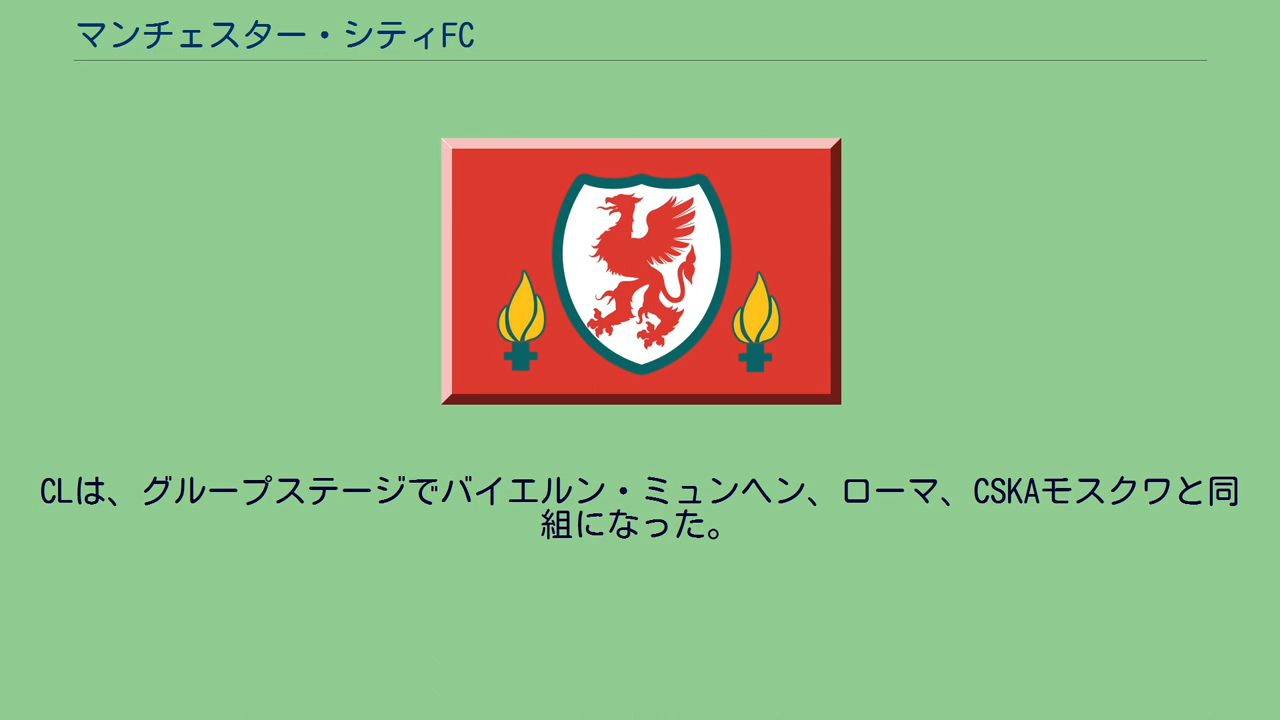 マンチェスター・シティFC
CLは、グループステージでバイエルン・ミュンヘン、ローマ、CSKAモスクワと同
組になった。